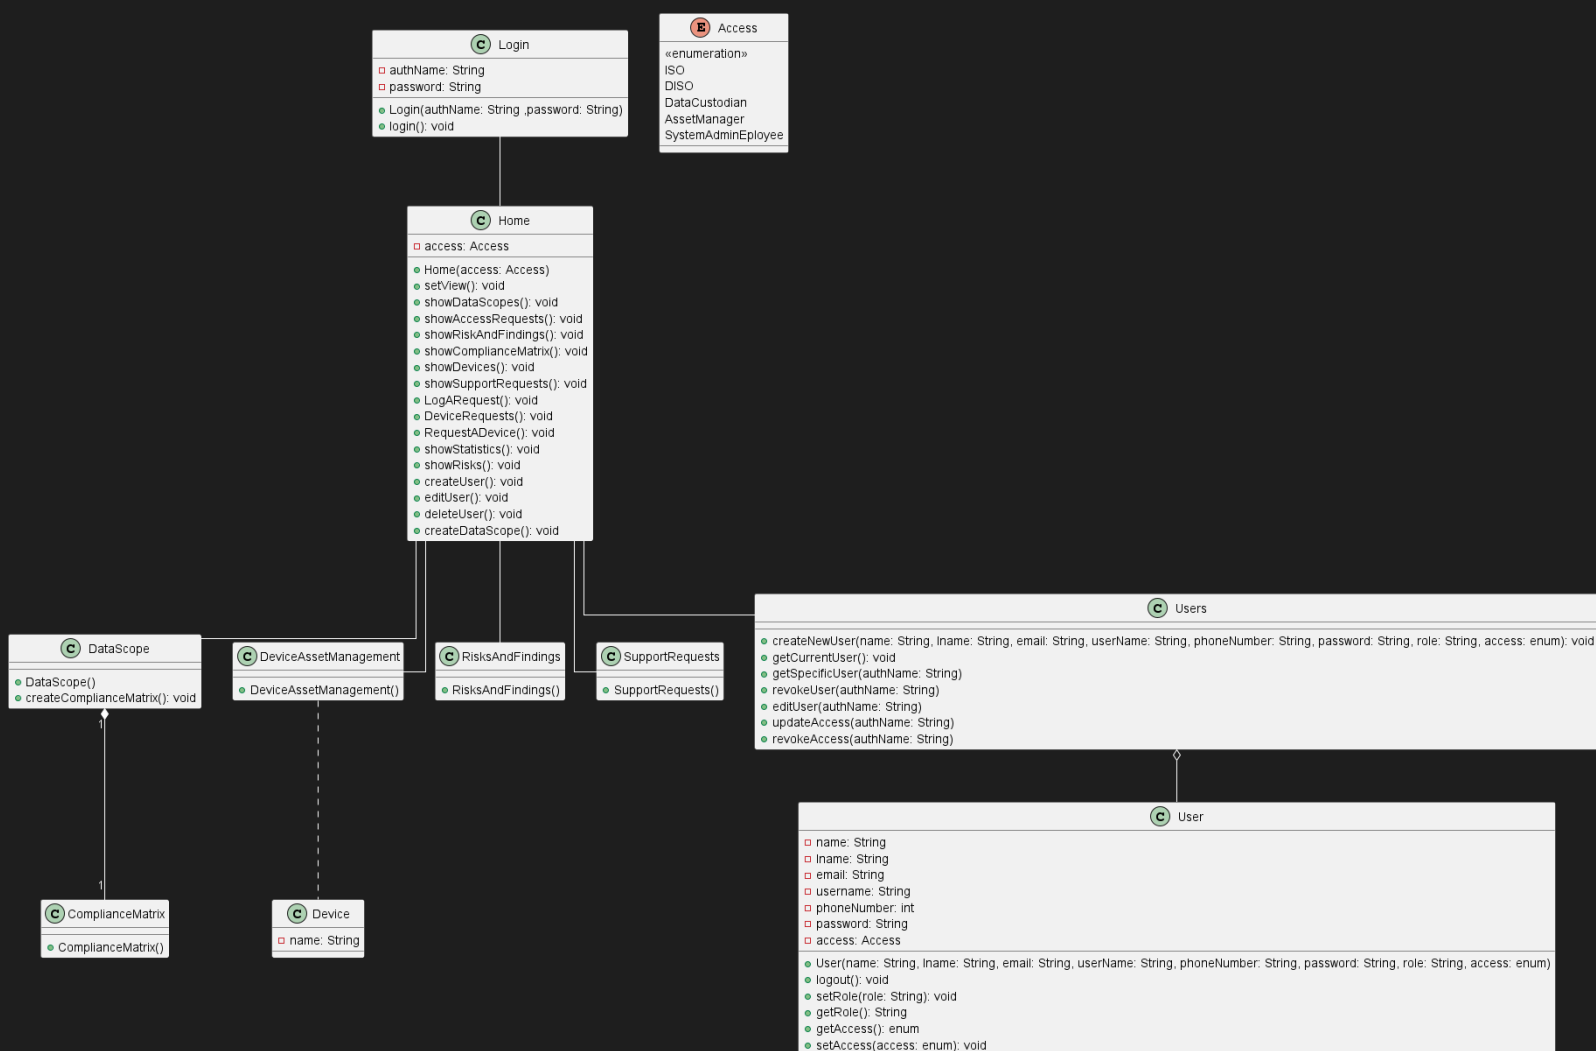 C Login
authName: String
password: String
Login(authName: String ,password: String)
login(): void
E Access
«enumeration»
ISO
DISO
DataCustodian
AssetManager
SystemAdminEployee
C Home
access: Access
Home(access: Access)
setView(): void
showDataScopes(): void
showAccessRequests(): void
showRiskAndFindings(): void
showComplianceMatrix(): void
showDevices(): void
showSupportRequests(): void
LogARequest(): void
DeviceRequests(): void
RequestADevice(): void
showStatistics(): void
showRisks(): void
createUser(): void
editUser(): void
deleteUser(): void
createDataScope(): void
C DataScope
DataScope()
createComplianceMatrix(): void
C DeviceAssetManagement
DeviceAssetManagement()
C RisksAndFindings
RisksAndFindings()
C SupportRequests
SupportRequests()
C Users
createNewUser(name: String, lname: String, email: String, userName: String, phoneNumber: String, password: String, role: String, access: enum): void
getCurrentUser(): void
getSpecificUser(authName: String)
revokeUser(authName: String)
editUser(authName: String)
updateAccess(authName: String)
revokeAccess(authName: String)
1
1
C ComplianceMatrix
ComplianceMatrix()
C Device
name: String
C User
name: String
lname: String
email: String
username: String
phoneNumber: int
password: String
access: Access
User(name: String, lname: String, email: String, userName: String, phoneNumber: String, password: String, role: String, access: enum)
logout(): void
setRole(role: String): void
getRole(): String
getAccess(): enum
setAccess(access: enum): void